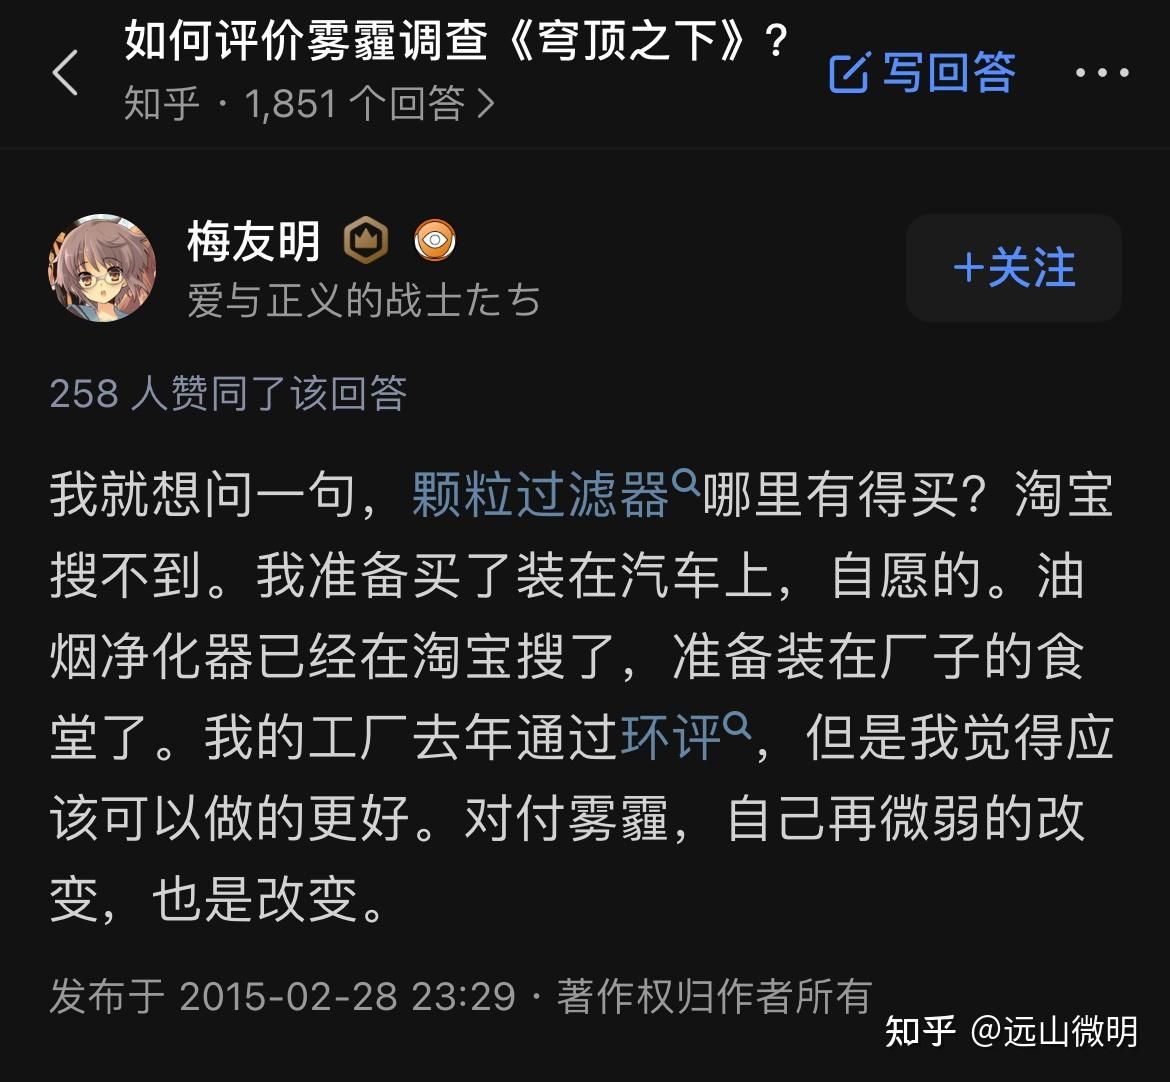 如何评价雾霾调查《穹顶之下》?
知乎 · 1,851 个回答
写回答
梅友明
爱与正义的战士たち
+关注
258 人赞同了该回答
我就想问一句，颗粒过滤器哪里有得买？淘宝
搜不到。我准备买了装在汽车上，自愿的。油
烟净化器已经在淘宝搜了，准备装在厂子的食
堂了。我的工厂去年通过环评，但是我觉得应
该可以做的更好。对付雾霾，自己再微弱的改
变，也是改变。
发布于 2015-02-28 23:29 · 著作权归作者所有
知乎 @远山微明